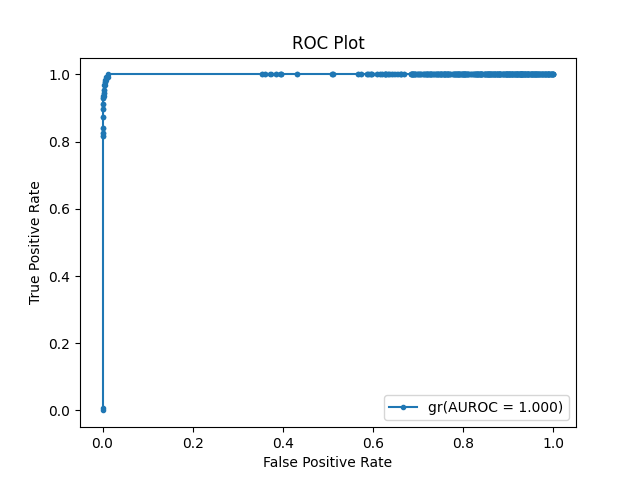 ROC Plot
True Positive Rate
1.0
0.8
0.6
0.4
0.2
0.0
0.0 0.2 0.4 0.6 0.8 1.0
False Positive Rate
gr(AUROC = 1.000)